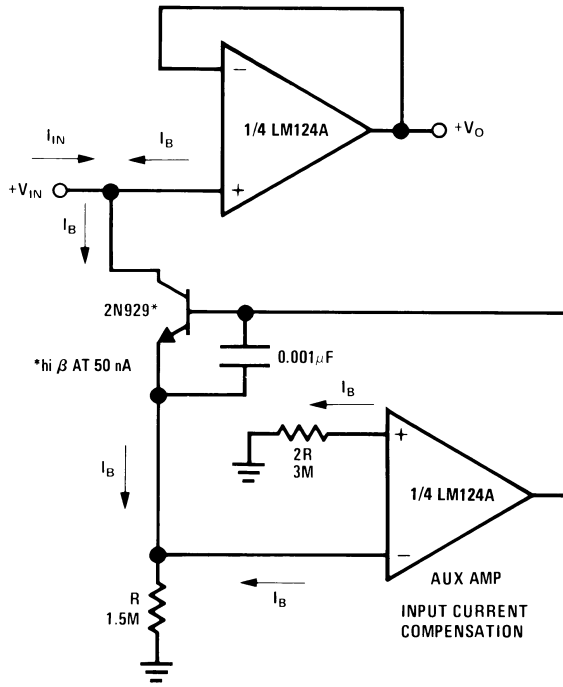 −
1/4 LM124A
+VO
+
IIN
IB
+VIN
IB
2N929*
*hi β AT 50 nA
0.001μF
IB
+
2R
3M
1/4 LM124A
IB
−
IB
AUX AMP
R
1.5M
INPUT CURRENT
COMPENSATION